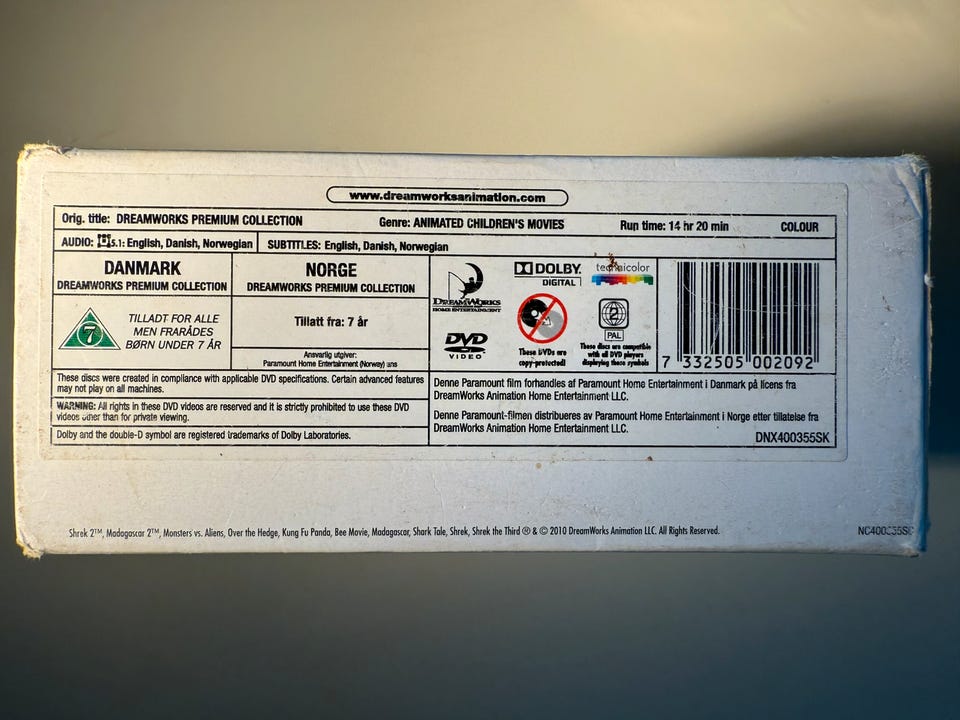 www.dreamworksanimation.com
Orig. title: DREAMWORKS PREMIUM COLLECTION Genre: ANIMATED CHILDREN'S MOVIES Run time: 14 hr 20 min COLOUR
AUDIO: 5.1: English, Danish, Norwegian SUBTITLES: English, Danish, Norwegian
DANMARK
DREAMWORKS PREMIUM COLLECTION
7
TILLADT FOR ALLE
MEN FRARÅDES
BØRN UNDER 7 ÅR
NORGE
DREAMWORKS PREMIUM COLLECTION
Tillatt fra: 7 år
Ansvarlig utgiver:
Paramount Home Entertainment (Norway) ans
DREAMWORKS
HOME ENTERTAINMENT
DVD
VIDEO
DOLBY
DIGITAL
technicolor
These DVDs are
copy-protected!
2
PAL
These discs are compatible
with all DVD players
displaying these symbols
7 332505 002092
These discs were created in compliance with applicable DVD specifications. Certain advanced features
may not play on all machines.
WARNING: All rights in these DVD videos are reserved and it is strictly prohibited to use these DVD
videos other than for private viewing.
Dolby and the double-D symbol are registered trademarks of Dolby Laboratories.
Denne Paramount film forhandles af Paramount Home Entertainment i Danmark på licens fra
DreamWorks Animation Home Entertainment LLC.
Denne Paramount-filmen distribueres av Paramount Home Entertainment i Norge etter tillatelse fra
DreamWorks Animation Home Entertainment LLC.
DNX400355SK
Shrek 2™, Madagascar 2™, Monsters vs. Aliens, Over the Hedge, Kung Fu Panda, Bee Movie, Madagascar, Shark Tale, Shrek, Shrek the Third ® & © 2010 DreamWorks Animation LLC. All Rights Reserved.